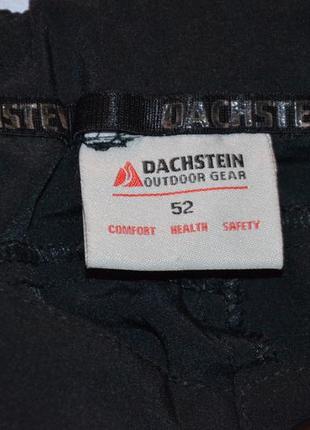 DACHSTEIN
DACHSTEIN
OUTDOOR GEAR
52
COMFORT HEALTH SAFETY